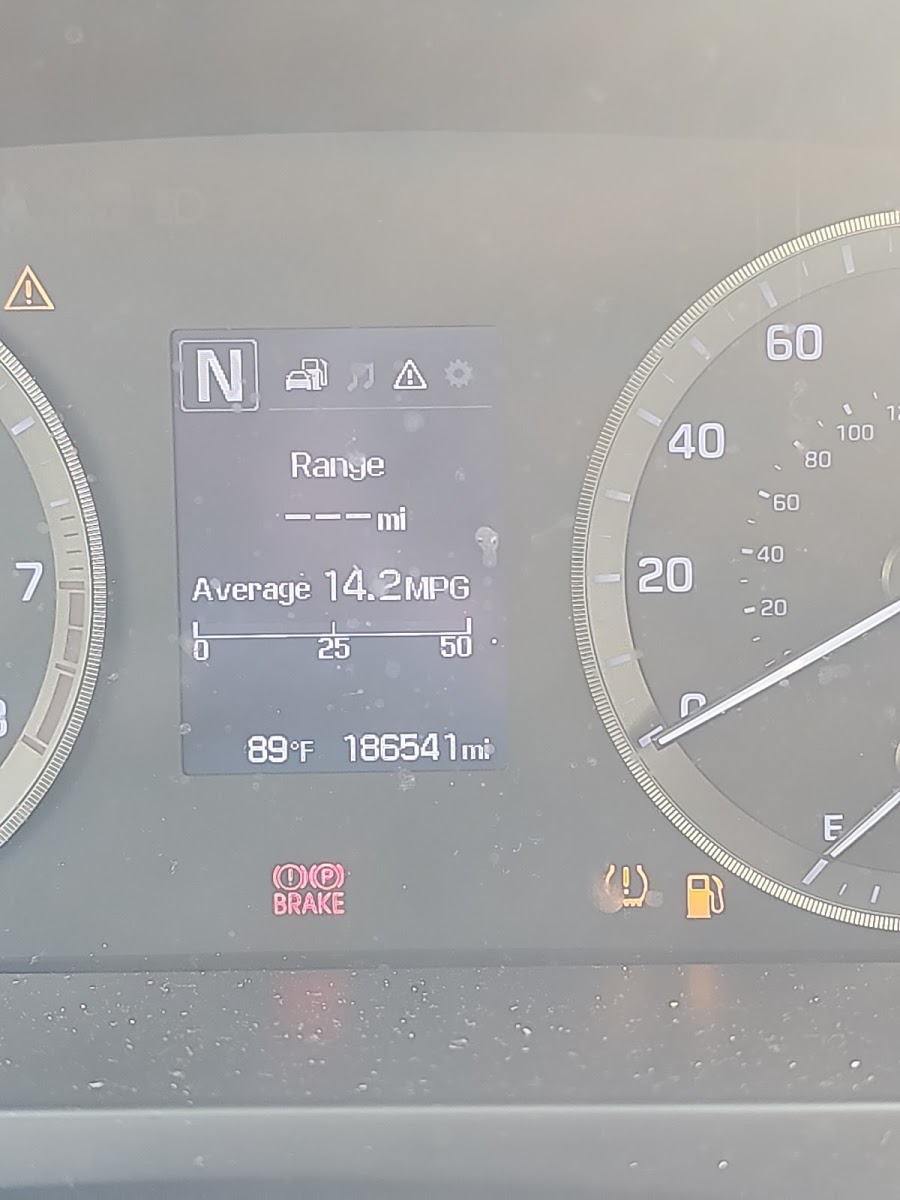 N
Range
---mi
Average 14.2MPG
0 25 50
89°F 186541mi
7
60
40
20
0
100
80
60
40
20
E
(!)(P)
BRAKE